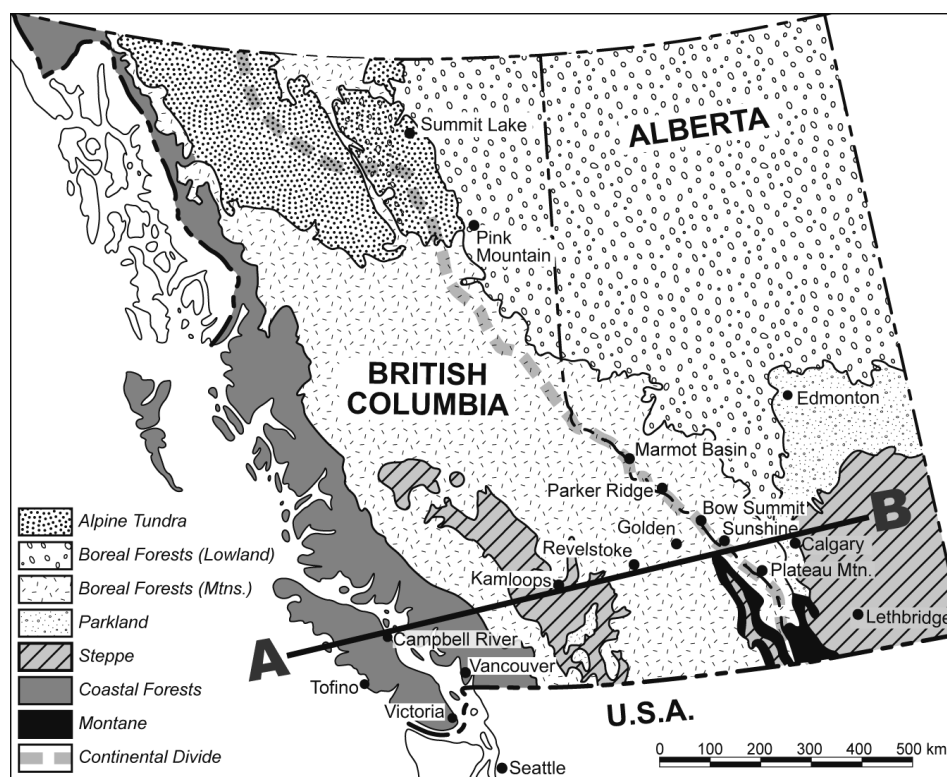 Summit Lake
ALBERTA
Pink
Mountain
BRITISH
COLUMBIA
Edmonton
Marmot Basin
Parker Ridge
Bow Summit
Golden
Sunshine
B
Revelstoke
Calgary
Kamloops
Plateau Mtn.
Lethbridge
A
Campbell River
Vancouver
Tofino
Victoria
U.S.A.
Seattle
Alpine Tundra
Boreal Forests (Lowland)
Boreal Forests (Mtns.)
Parkland
Steppe
Coastal Forests
Montane
Continental Divide
0 100 200 300 400 500 km